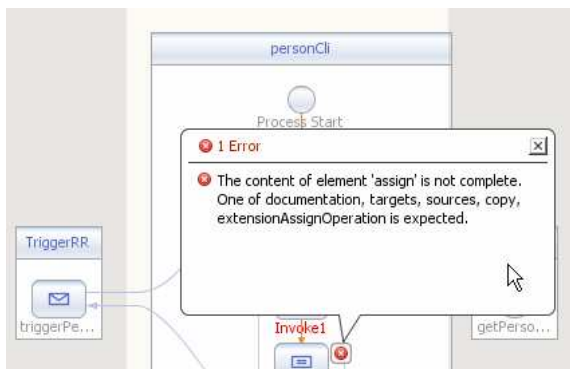 personCli
Process Start
1 Error
The content of element 'assign' is not complete.
One of documentation, targets, sources, copy,
extensionAssignOperation is expected.
TriggerRR
triggerPe...
getPerso...
Invoke1